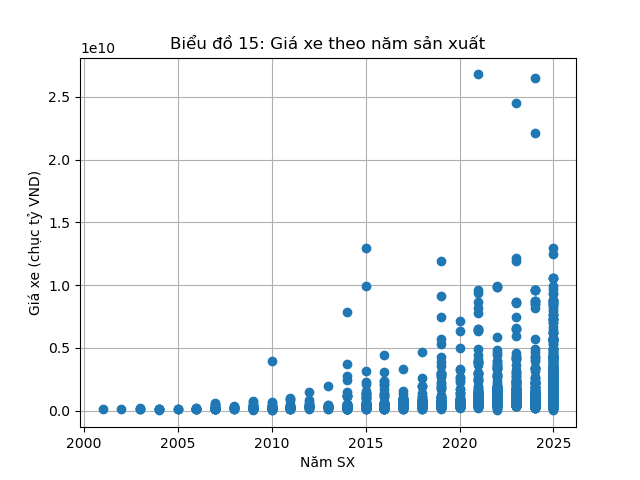 Biểu đồ 15: Giá xe theo năm sản xuất
1e10
2.5
2.0
1.5
1.0
0.5
0.0
Giá xe (chục tỷ VND)
2000 2005 2010 2015 2020 2025
Năm SX